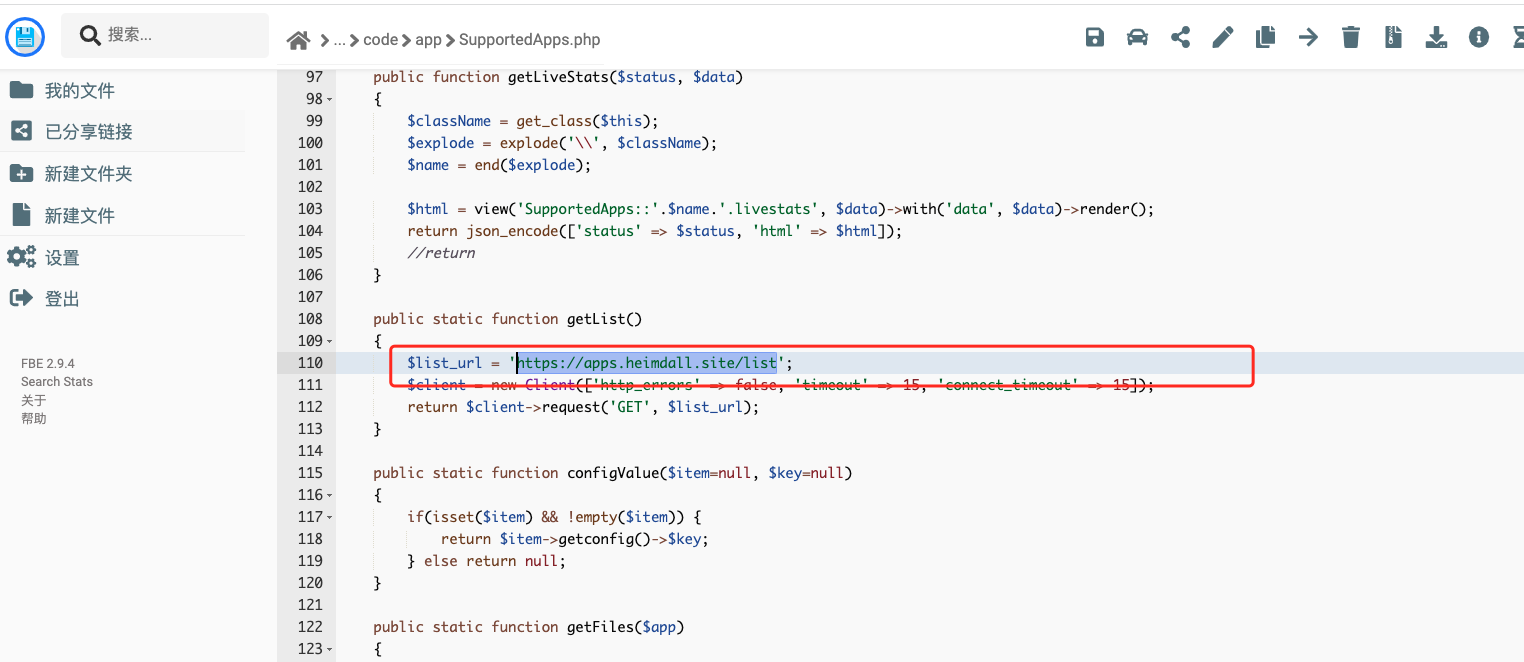 搜索...
... code app SupportedApps.php
我的文件
已分享链接
新建文件夹
新建文件
设置
登出
FBE 2.9.4
Search Stats
关于
帮助
97 public function getLiveStats($status, $data)
98 {
99 $className = get_class($this);
100 $explode = explode('\\', $className);
101 $name = end($explode);
102
103 $html = view('SupportedApps::'.$name.'.livestats', $data)->with('data', $data)->render();
104 return json_encode(['status' => $status, 'html' => $html]);
105 //return
106 }
107
108 public static function getList()
109 {
110 $list_url = 'https://apps.heimdall.site/list';
111 $client = new Client(['http_errors' => false, 'timeout' => 15, 'connect_timeout' => 15]);
112 return $client->request('GET', $list_url);
113 }
114
115 public static function configValue($item=null, $key=null)
116 {
117 if(isset($item) && !empty($item)) {
118 return $item->getconfig()->$key;
119 } else return null;
120 }
121
122 public static function getFiles($app)
123 {